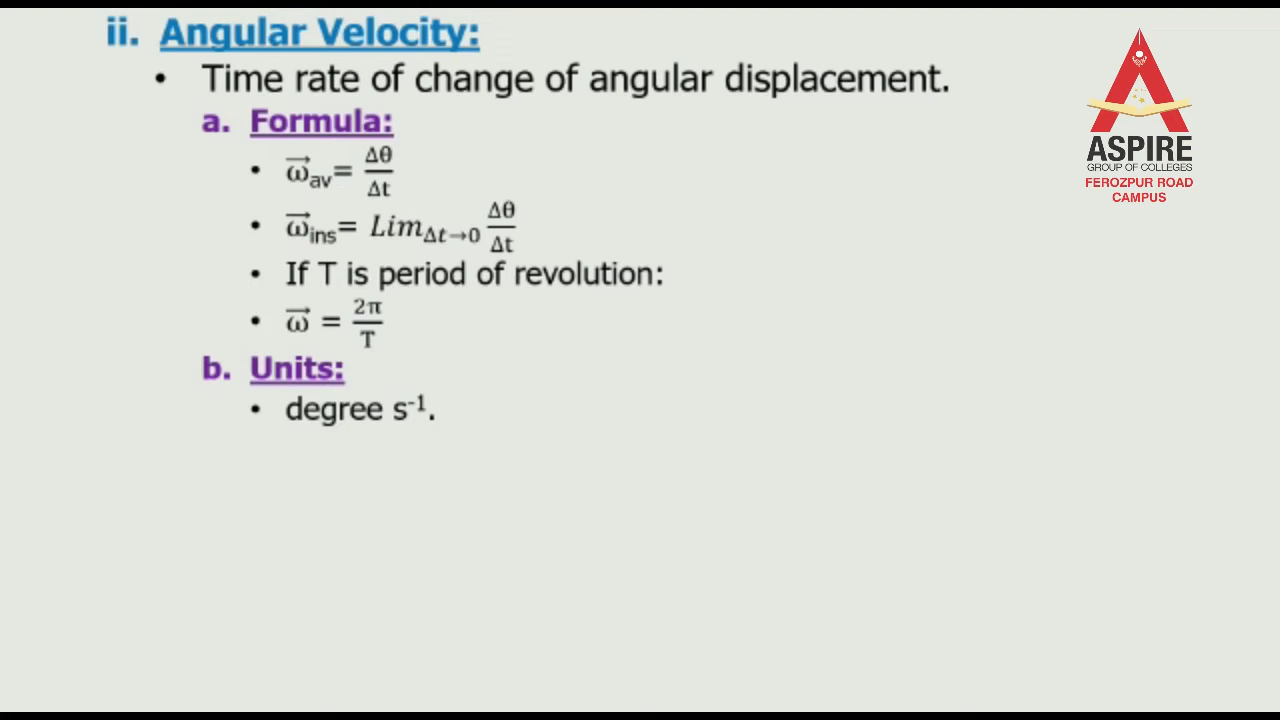 ii. Angular Velocity:
• Time rate of change of angular displacement.
a. Formula:
• ω⃗av= Δθ/Δt
• ω⃗ins= LimΔt→0 Δθ/Δt
• If T is period of revolution:
• ω⃗ = 2π/T
b. Units:
• degree s⁻¹.
ASPIRE
GROUP OF COLLEGES
FEROZPUR ROAD
CAMPUS